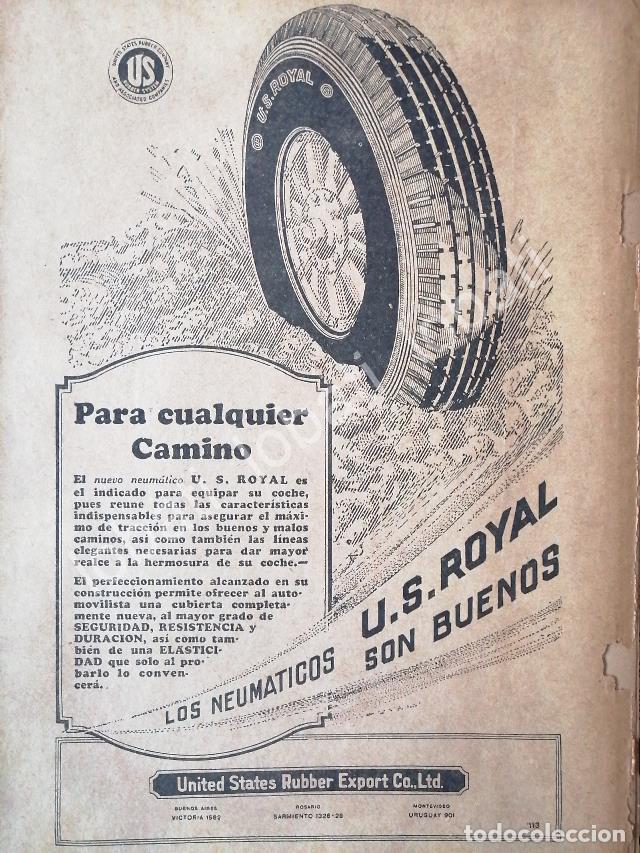 UNITED STATES RUBBER COMPANY
US
RUBBER SYSTEM
AND ASSOCIATED COMPANIES
U.S. ROYAL
Para cualquier
Camino
El nuevo neumático U. S. ROYAL es
el indicado para equipar su coche,
pues reune todas las características
indispensables para asegurar el máxi-
mo de tracción en los buenos y malos
caminos, así como también las líneas
elegantes necesarias para dar mayor
realce a la hermosura de su coche.—
El perfeccionamiento alcanzado en su
construcción permite ofrecer al auto-
movilista una cubierta completa-
mente nueva, al mayor grado de
SEGURIDAD, RESISTENCIA y
DURACION, así como tam-
bién de una ELASTICI-
DAD que solo al pro-
barlo lo conven-
cerá.
LOS NEUMATICOS U.S. ROYAL
SON BUENOS
United States Rubber Export Co., Ltd.
BUENOS AIRES ROSARIO MONTEVIDEO
VICTORIA 1582 SARMIENTO 1326-28 URUGUAY 901
113
todocoleccion